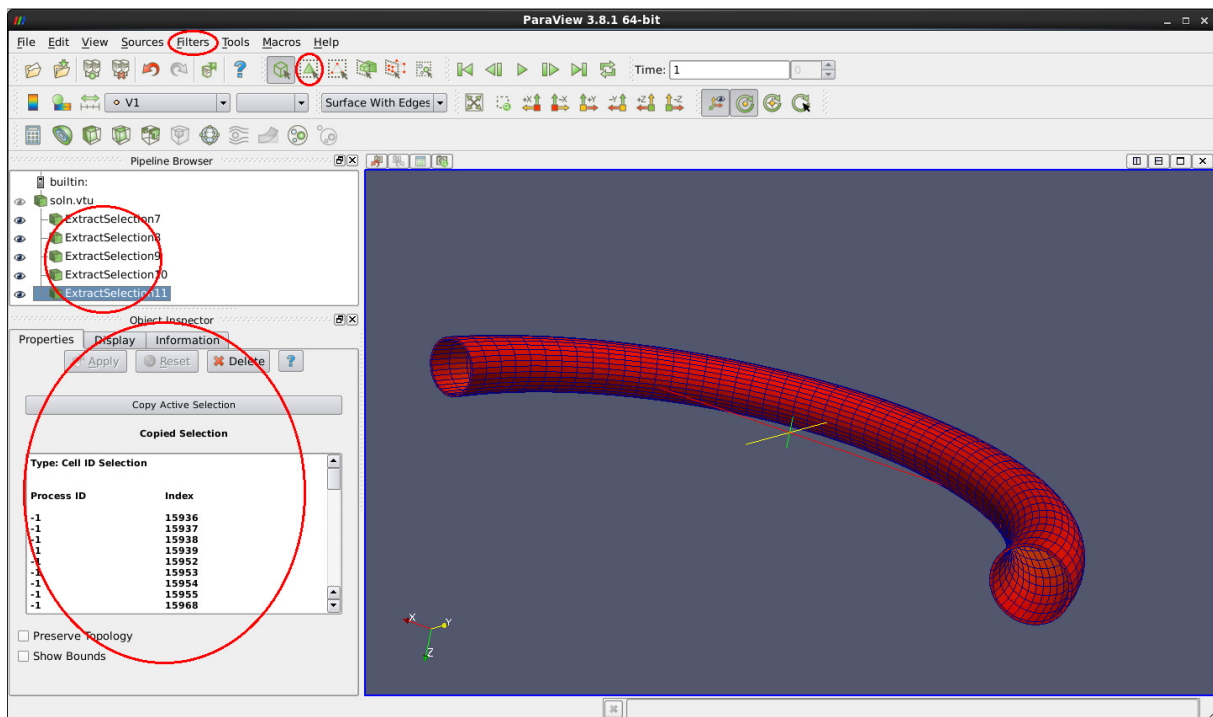 ParaView 3.8.1 64-bit
File Edit View Sources Filters Tools Macros Help
Time: 1 0
V1 Surface With Edges
+X -X +Y -Y +Z -Z
Pipeline Browser
builtin:
soln.vtu
ExtractSelection7
ExtractSelection8
ExtractSelection9
ExtractSelection10
ExtractSelection11
Object Inspector
Properties Display Information
Apply Reset Delete ?
Copy Active Selection
Copied Selection
Type: Cell ID Selection
Process ID Index
-1 15936
-1 15937
-1 15938
-1 15939
-1 15952
-1 15953
-1 15954
-1 15955
-1 15968
Preserve Topology
Show Bounds
X Y
Z